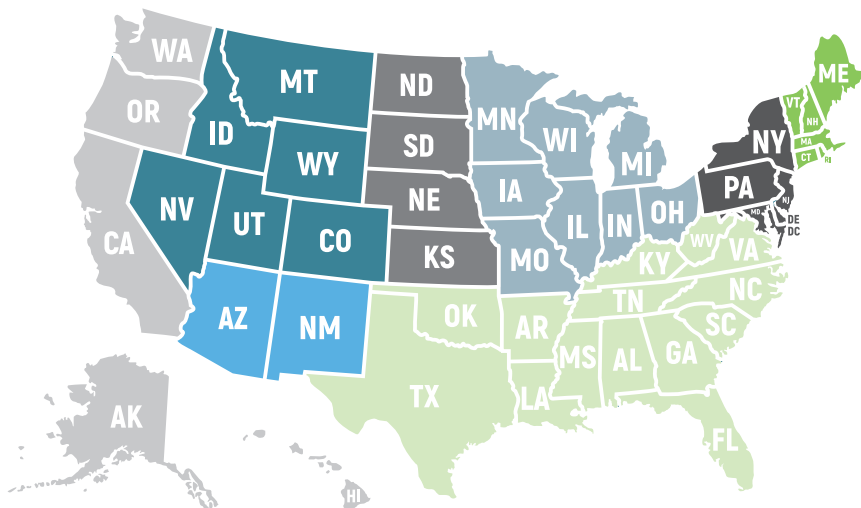 WA
MT
ND
ME
OR
ID
MN
VT
NH
SD
WI
NY
MA
WY
MI
CT
RI
NV
NE
IA
PA
NJ
UT
CO
IL
IN
OH
MD
DE
DC
CA
KS
MO
WV
VA
KY
AZ
NM
OK
TN
NC
AR
SC
MS
AL
GA
TX
LA
AK
FL
HI